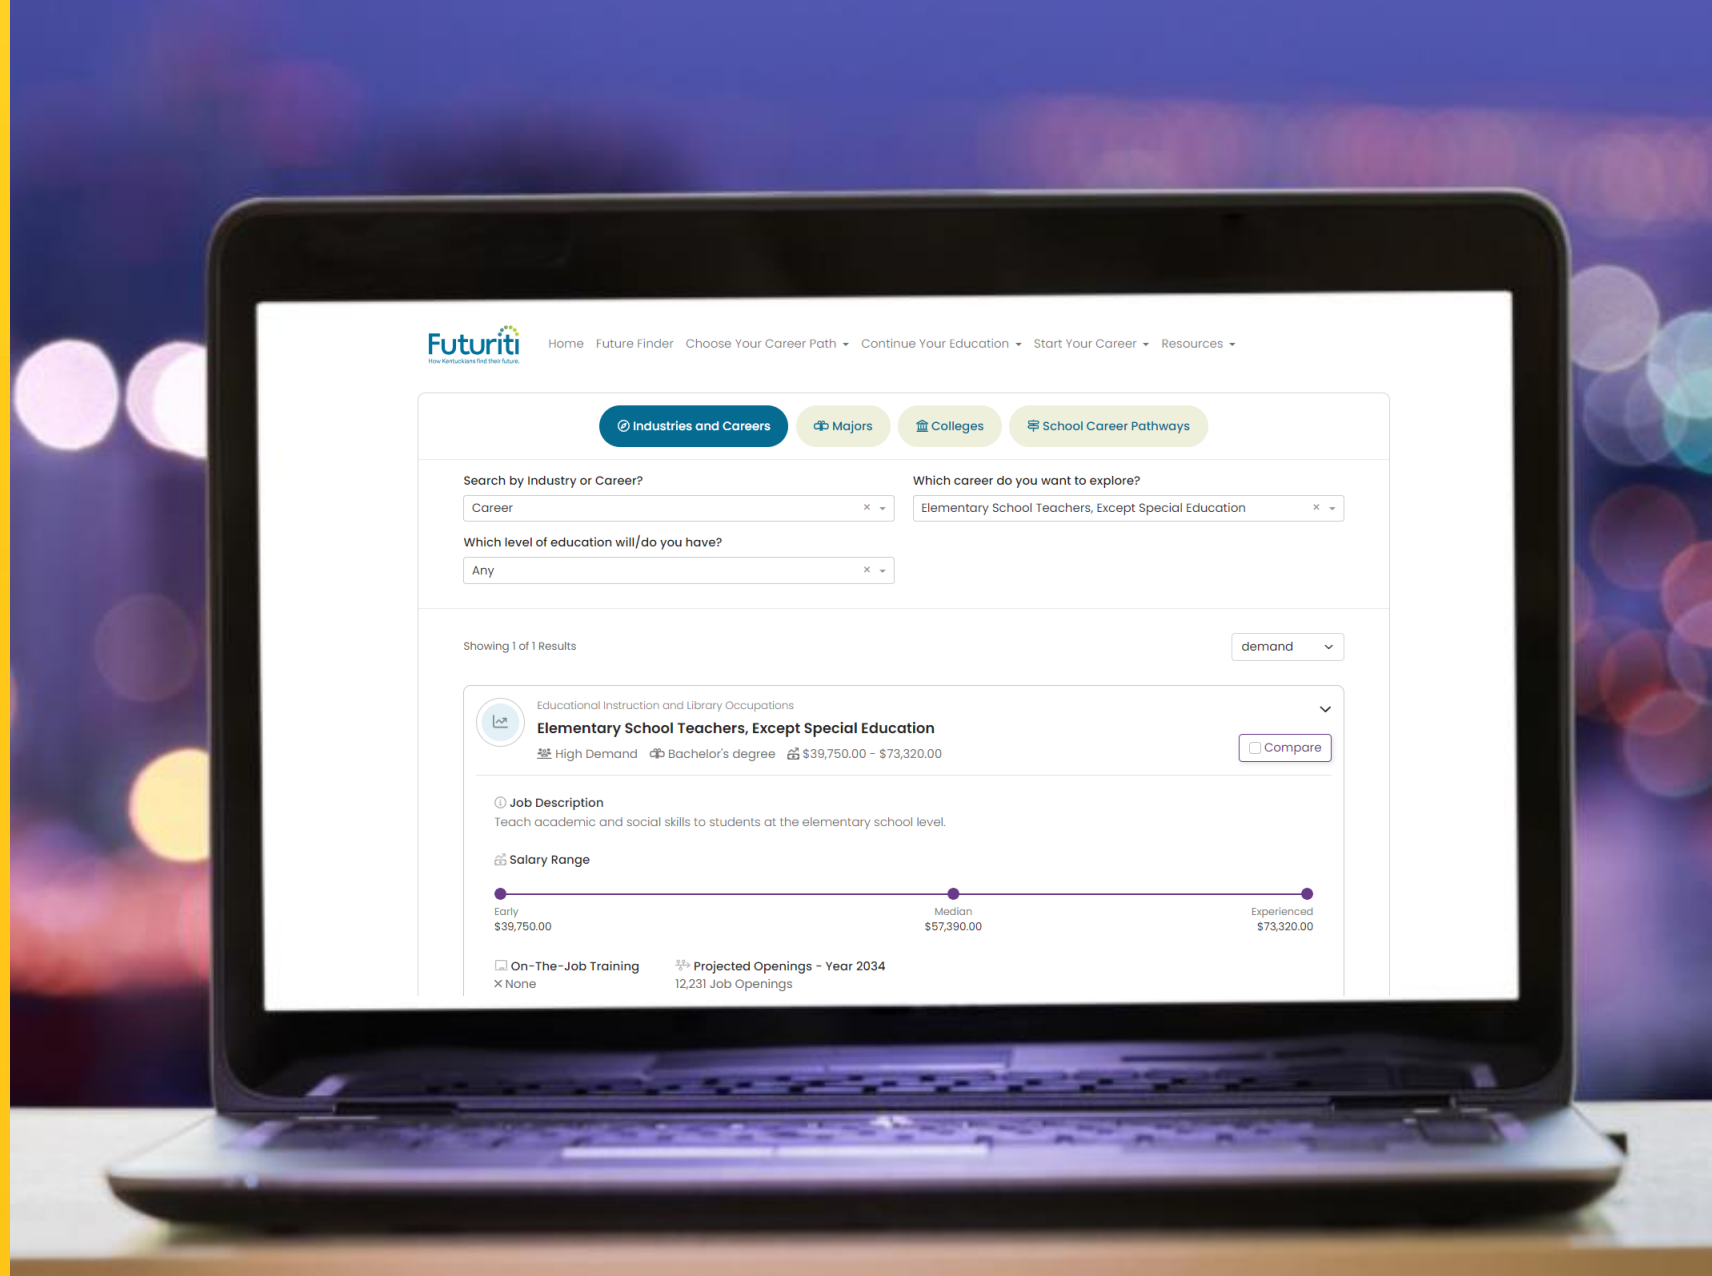 Futuriti
How Kentuckians find their future.
Home Future Finder Choose Your Career Path Continue Your Education Start Your Career Resources
Industries and Careers Majors Colleges School Career Pathways
Search by Industry or Career? Which career do you want to explore?
Career × Elementary School Teachers, Except Special Education ×
Which level of education will/do you have?
Any ×
Showing 1 of 1 Results demand
Educational Instruction and Library Occupations
Elementary School Teachers, Except Special Education
High Demand Bachelor's degree $39,750.00 - $73,320.00
Compare
Job Description
Teach academic and social skills to students at the elementary school level.
Salary Range
Early Median Experienced
$39,750.00 $57,390.00 $73,320.00
On-The-Job Training Projected Openings - Year 2034
× None 12,231 Job Openings